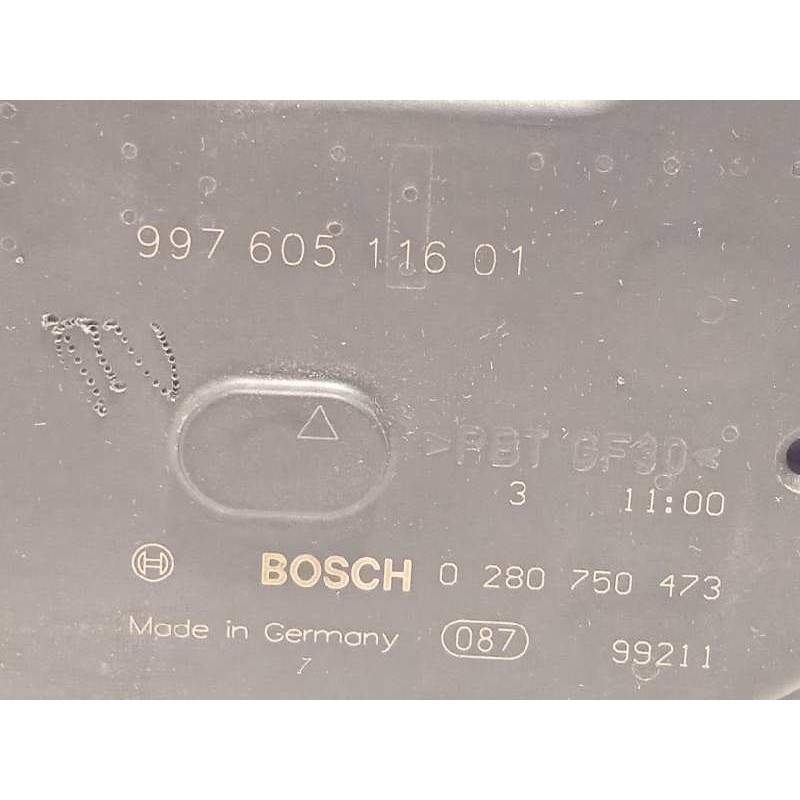 997 605 116 01
>PBT GF30<
3 11:00
BOSCH 0 280 750 473
Made in Germany 087 99211
7